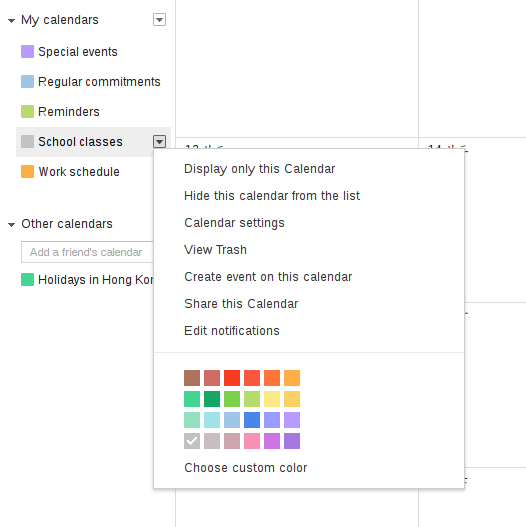 My calendars
Special events
Regular commitments
Reminders
School classes
Work schedule
Other calendars
Add a friend's calendar
Holidays in Hong
Display only this Calendar
Hide this calendar from the list
Calendar settings
View Trash
Create event on this calendar
Share this Calendar
Edit notifications
Choose custom color